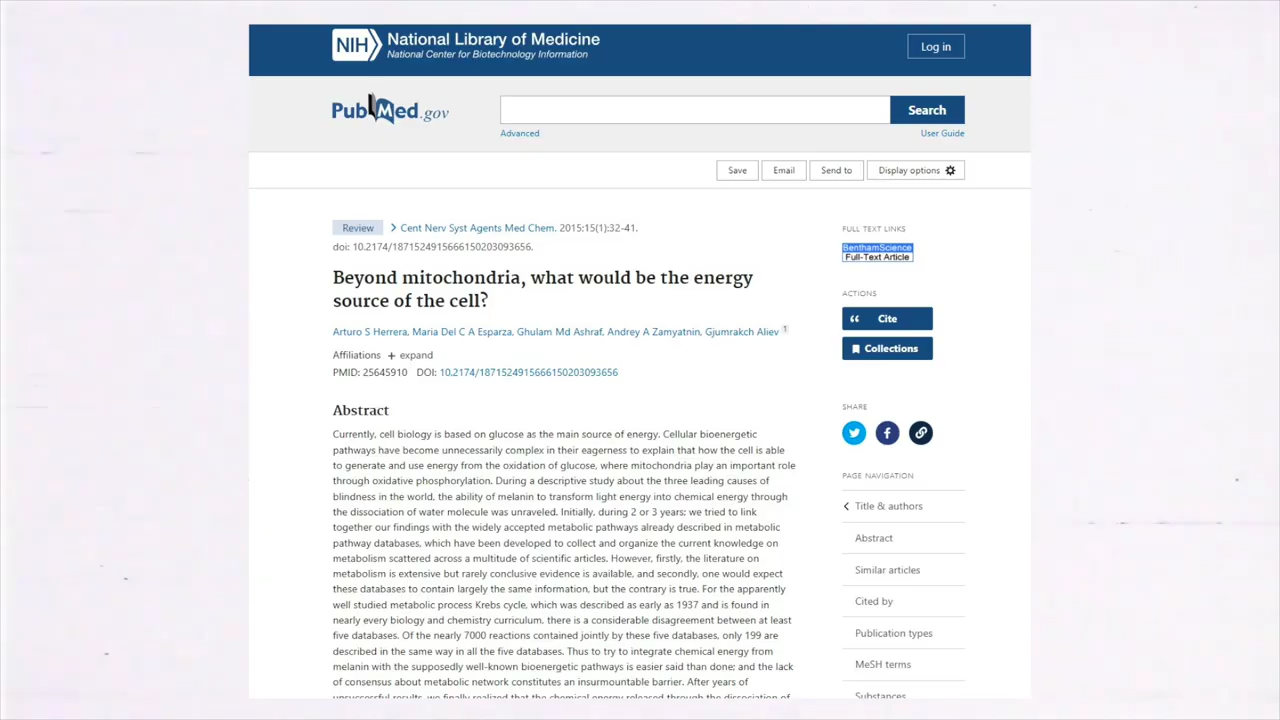 NIH National Library of Medicine
National Center for Biotechnology Information
Log in
PubMed.gov
Search
Advanced
User Guide
Save
Email
Send to
Display options
Review
Cent Nerv Syst Agents Med Chem. 2015:15(1):32-41.
doi: 10.2174/1871524915666150203093656.
Beyond mitochondria, what would be the energy
source of the cell?
Arturo S Herrera, Maria Del C A Esparza, Ghulam Md Ashraf, Andrey A Zamyatnin, Gjumrakch Aliev 1
Affiliations + expand
PMID: 25645910 DOI: 10.2174/1871524915666150203093656
Abstract
Currently, cell biology is based on glucose as the main source of energy. Cellular bioenergetic
pathways have become unnecessarily complex in their eagerness to explain that how the cell is able
to generate and use energy from the oxidation of glucose, where mitochondria play an important role
through oxidative phosphorylation. During a descriptive study about the three leading causes of
blindness in the world, the ability of melanin to transform light energy into chemical energy through
the dissociation of water molecule was unraveled. Initially, during 2 or 3 years; we tried to link
together our findings with the widely accepted metabolic pathways already described in metabolic
pathway databases, which have been developed to collect and organize the current knowledge on
metabolism scattered across a multitude of scientific articles. However, firstly, the literature on
metabolism is extensive but rarely conclusive evidence is available, and secondly, one would expect
these databases to contain largely the same information, but the contrary is true. For the apparently
well studied metabolic process Krebs cycle, which was described as early as 1937 and is found in
nearly every biology and chemistry curriculum, there is a considerable disagreement between at least
five databases. Of the nearly 7000 reactions contained jointly by these five databases, only 199 are
described in the same way in all the five databases. Thus to try to integrate chemical energy from
melanin with the supposedly well-known bioenergetic pathways is easier said than done; and the lack
of consensus about metabolic network constitutes an insurmountable barrier. After years of
unsuccessful results, we finally realized that the chemical energy released through the dissociation of
FULL TEXT LINKS
BenthamScience
Full-Text Article
ACTIONS
Cite
Collections
SHARE
PAGE NAVIGATION
Title & authors
Abstract
Similar articles
Cited by
Publication types
MeSH terms
Substances